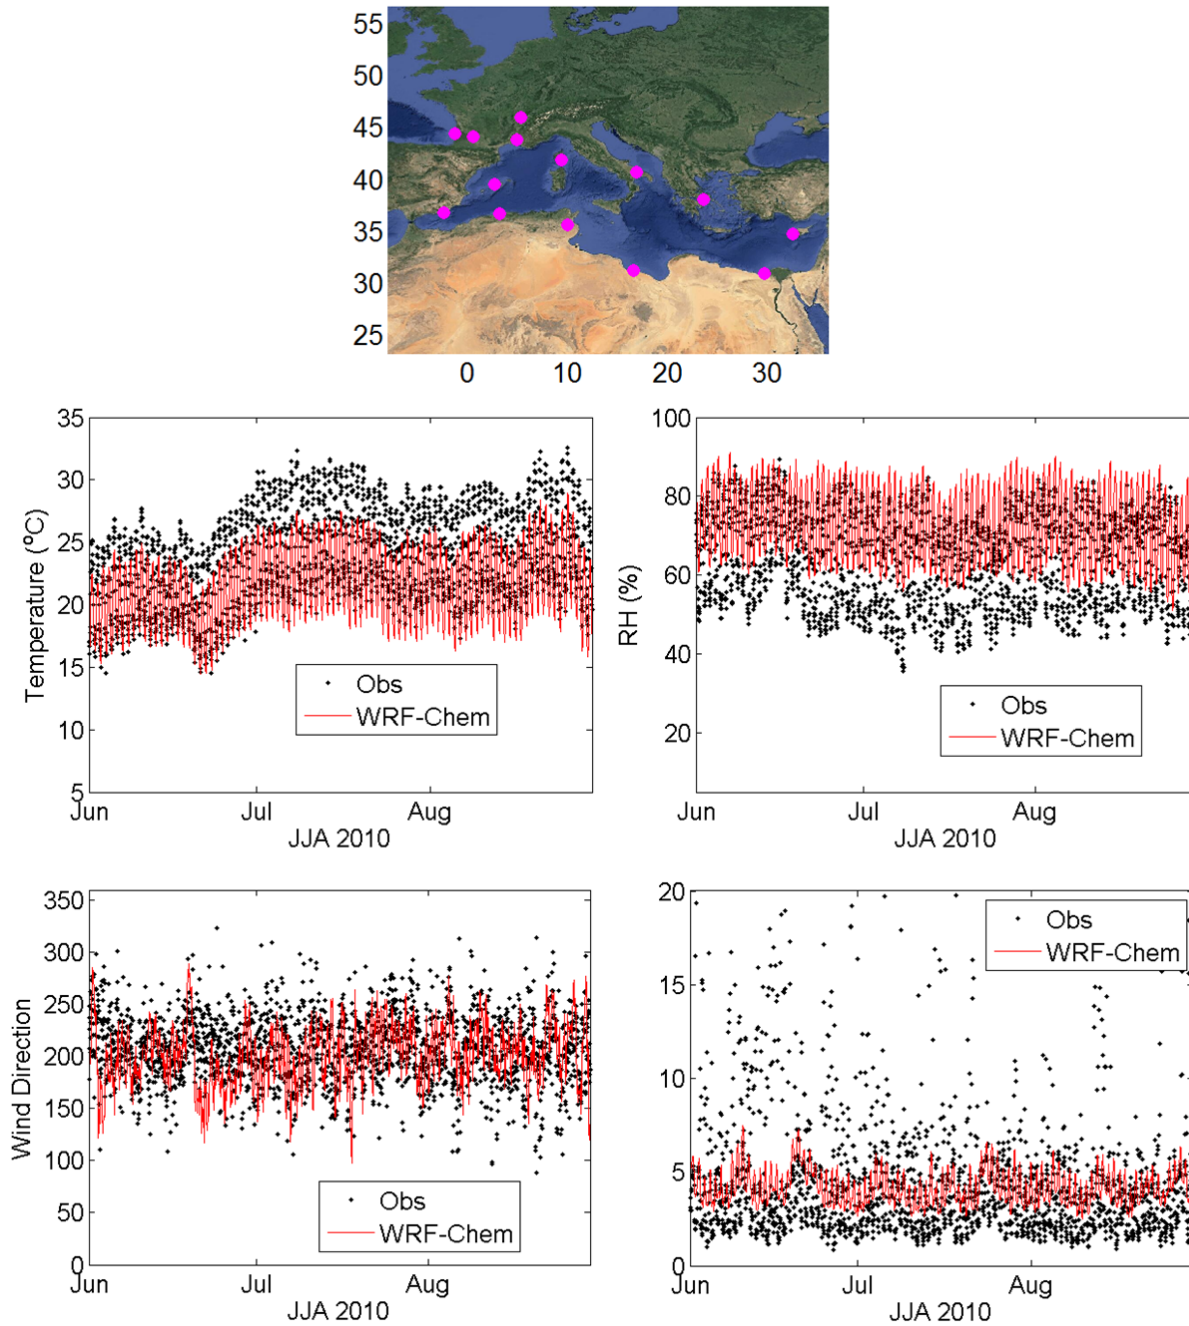 55
50
45
40
35
30
25
0 10 20 30
35
30
25
20
15
10
5
Temperature (°C)
Obs
WRF-Chem
Jun Jul Aug
JJA 2010
100
80
60
40
20
RH (%)
Obs
WRF-Chem
Jun Jul Aug
JJA 2010
350
300
250
200
150
100
50
0
Wind Direction
Obs
WRF-Chem
Jun Jul Aug
JJA 2010
20
15
10
5
0
Obs
WRF-Chem
Jun Jul Aug
JJA 2010